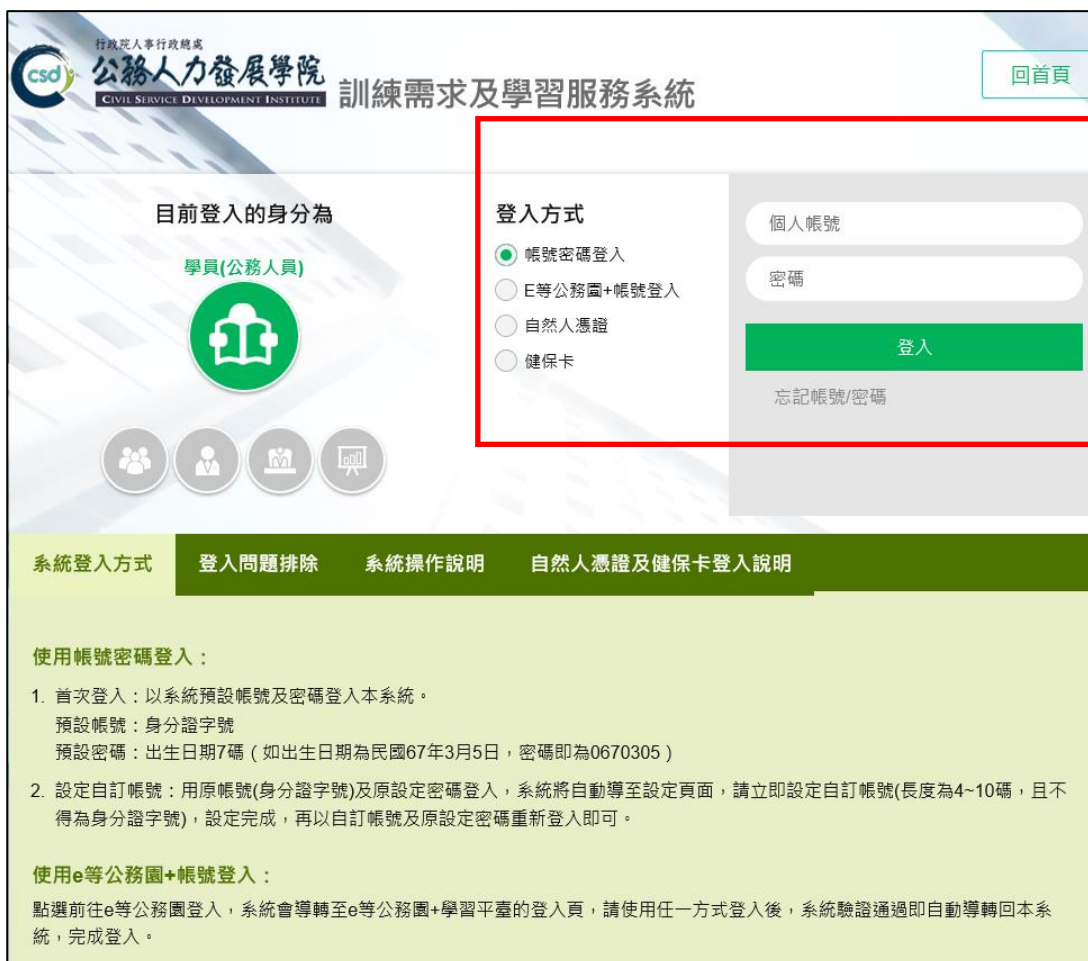 行政院人事行政總處
csd
公務人力發展學院
CIVIL SERVICE DEVELOPMENT INSTITUTE
訓練需求及學習服務系統
回首頁
目前登入的身分為
學員(公務人員)
登入方式
帳號密碼登入
E等公務園+帳號登入
自然人憑證
健保卡
個人帳號
密碼
登入
忘記帳號/密碼
系統登入方式 登入問題排除 系統操作說明 自然人憑證及健保卡登入說明
使用帳號密碼登入：
1. 首次登入：以系統預設帳號及密碼登入本系統。
預設帳號：身分證字號
預設密碼：出生日期7碼（如出生日期為民國67年3月5日，密碼即為0670305）
2. 設定自訂帳號：用原帳號(身分證字號)及原設定密碼登入，系統將自動導至設定頁面，請立即設定自訂帳號(長度為4~10碼，且不
得為身分證字號)，設定完成，再以自訂帳號及原設定密碼重新登入即可。
使用e等公務園+帳號登入：
點選前往e等公務園登入，系統會導轉至e等公務園+學習平臺的登入頁，請使用任一方式登入後，系統驗證通過即自動導轉回本系
統，完成登入。